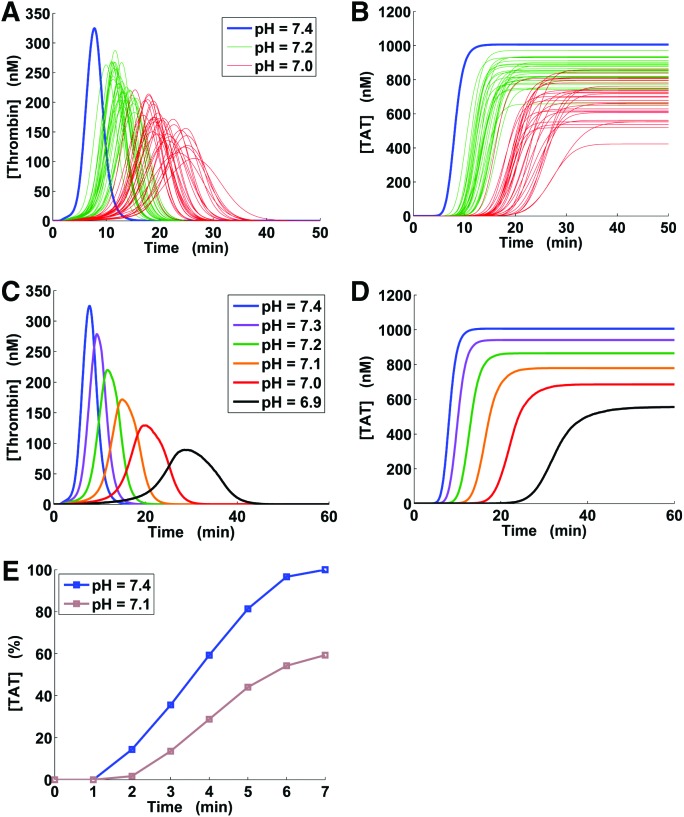 A
[Thrombin] (nM)
350
300
250
200
150
100
50
0
0 10 20 30 40 50
Time (min)
pH = 7.4
pH = 7.2
pH = 7.0
B
[TAT] (nM)
1200
1000
800
600
400
200
0
0 10 20 30 40 50
Time (min)
C
[Thrombin] (nM)
350
300
250
200
150
100
50
0
0 20 40 60
Time (min)
pH = 7.4
pH = 7.3
pH = 7.2
pH = 7.1
pH = 7.0
pH = 6.9
D
[TAT] (nM)
1200
1000
800
600
400
200
0
0 10 20 30 40 50 60
Time (min)
E
[TAT] (%)
100
80
60
40
20
0
0 1 2 3 4 5 6 7
Time (min)
pH = 7.4
pH = 7.1